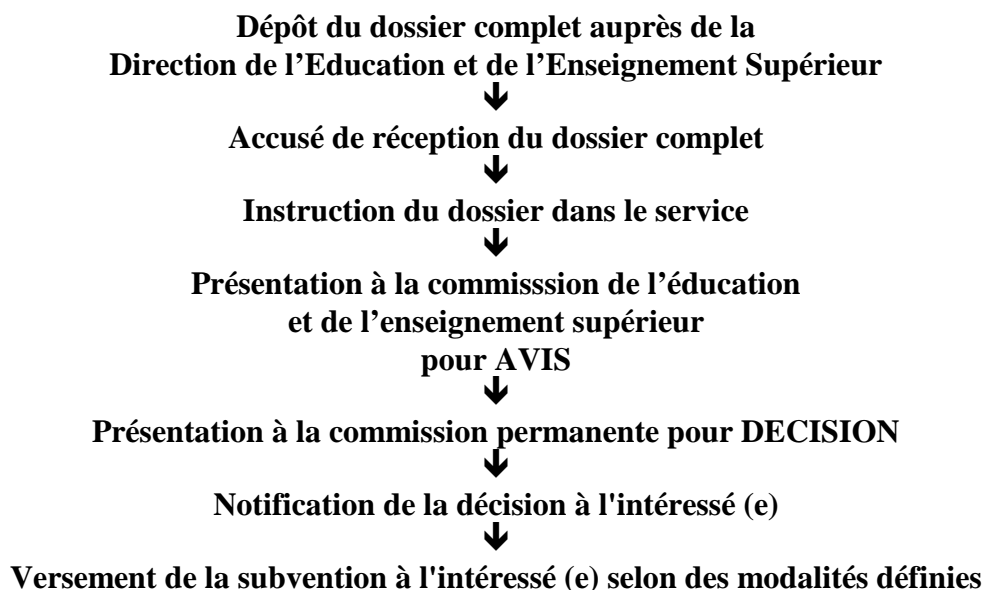 Dépôt du dossier complet auprès de la
Direction de l’Education et de l’Enseignement Supérieur
🡻
Accusé de réception du dossier complet
🡻
Instruction du dossier dans le service
🡻
Présentation à la commisssion de l’éducation
et de l’enseignement supérieur
pour AVIS
🡻
Présentation à la commission permanente pour DECISION
🡻
Notification de la décision à l'intéressé (e)
🡻
Versement de la subvention à l'intéressé (e) selon des modalités définies